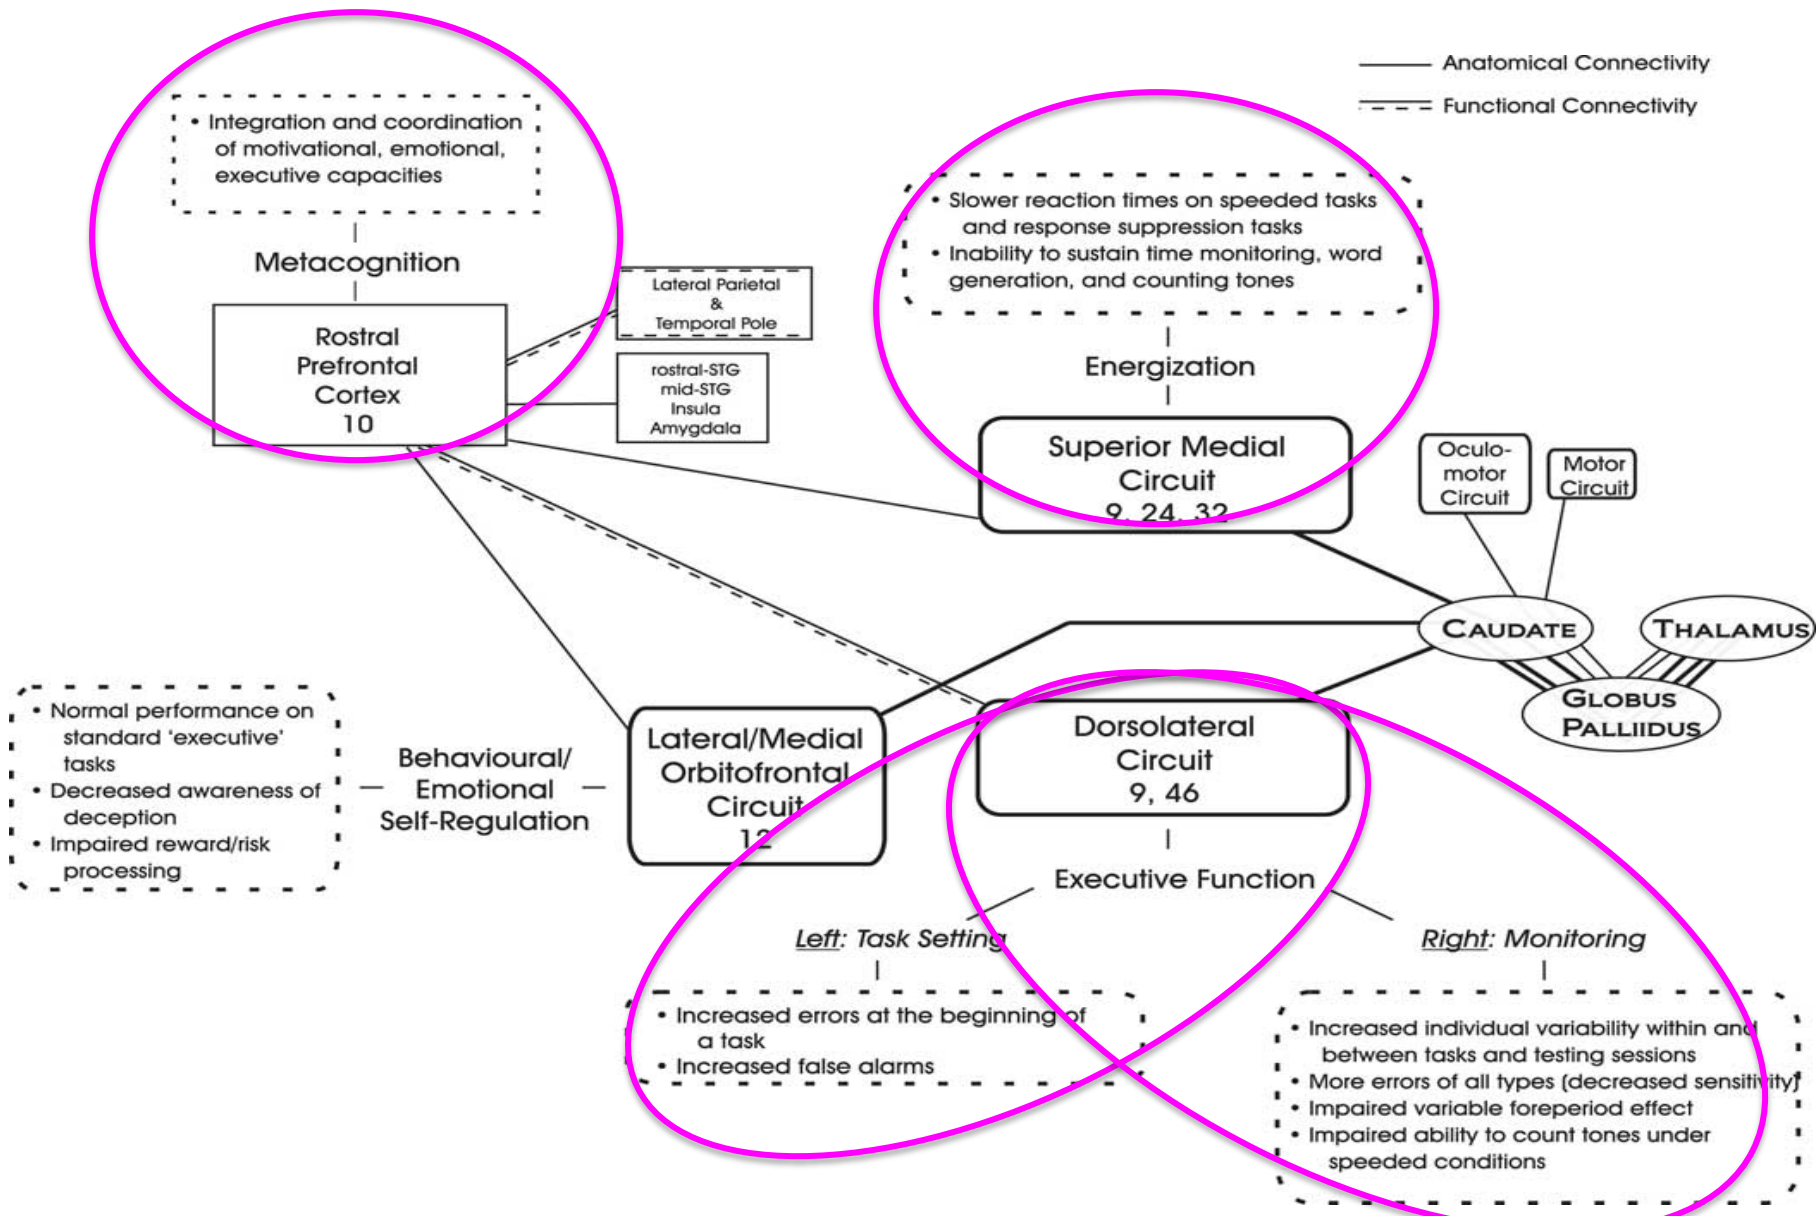 Anatomical Connectivity
Functional Connectivity
• Integration and coordination
of motivational, emotional,
executive capacities
Metacognition
Rostral
Prefrontal
Cortex
10
Lateral Parietal
&
Temporal Pole
rostral-STG
mid-STG
Insula
Amygdala
• Slower reaction times on speeded tasks
and response suppression tasks
• Inability to sustain time monitoring, word
generation, and counting tones
Energization
Superior Medial
Circuit
9, 24, 32
Oculo-
motor
Circuit
Motor
Circuit
CAUDATE
THALAMUS
GLOBUS
PALLIIDUS
• Normal performance on
standard ‘executive’
tasks
• Decreased awareness of
deception
• Impaired reward/risk
processing
Behavioural/
Emotional
Self-Regulation
Lateral/Medial
Orbitofrontal
Circuit
12
Dorsolateral
Circuit
9, 46
Executive Function
Left: Task Setting
• Increased errors at the beginning of
a task
• Increased false alarms
Right: Monitoring
• Increased individual variability within and
between tasks and testing sessions
• More errors of all types (decreased sensitivity)
• Impaired variable foreperiod effect
• Impaired ability to count tones under
speeded conditions